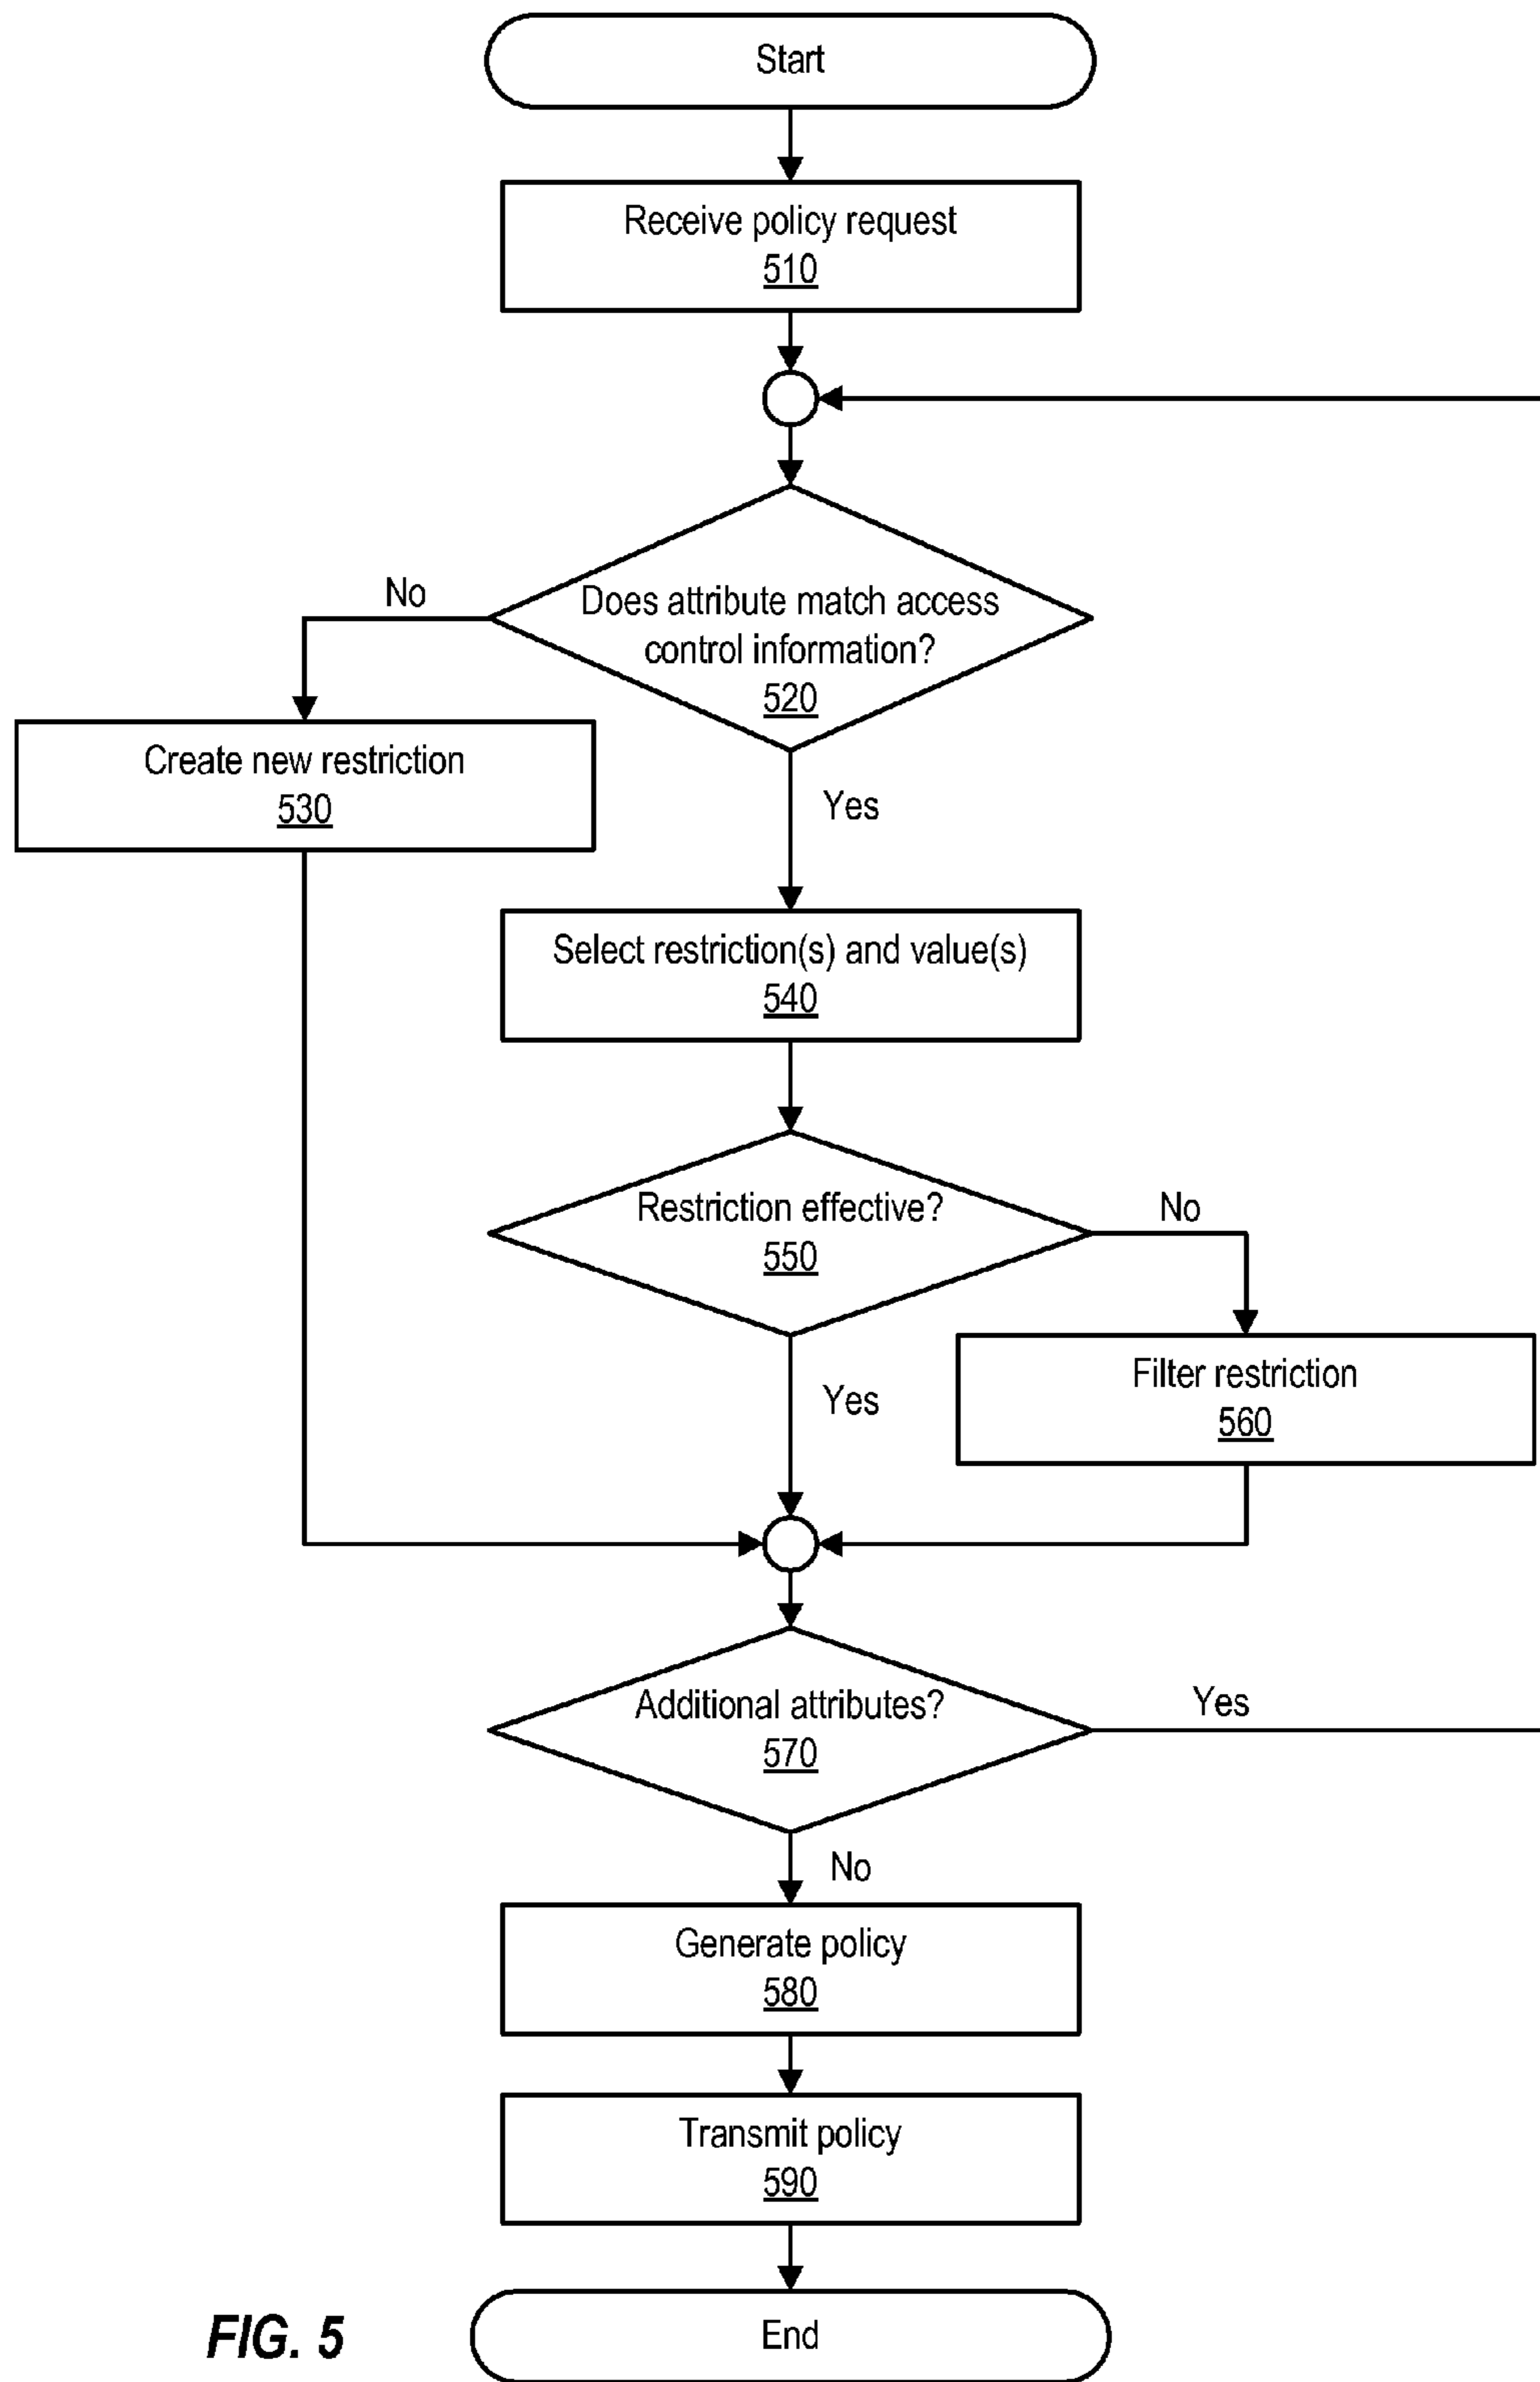 Start
Receive policy request
510
No
Does attribute match access
control information?
520
Create new restriction
530
Yes
Select restriction(s) and value(s)
540
Restriction effective?
550
No
Filter restriction
560
Yes
Additional attributes?
570
Yes
No
Generate policy
580
Transmit policy
590
End
FIG. 5